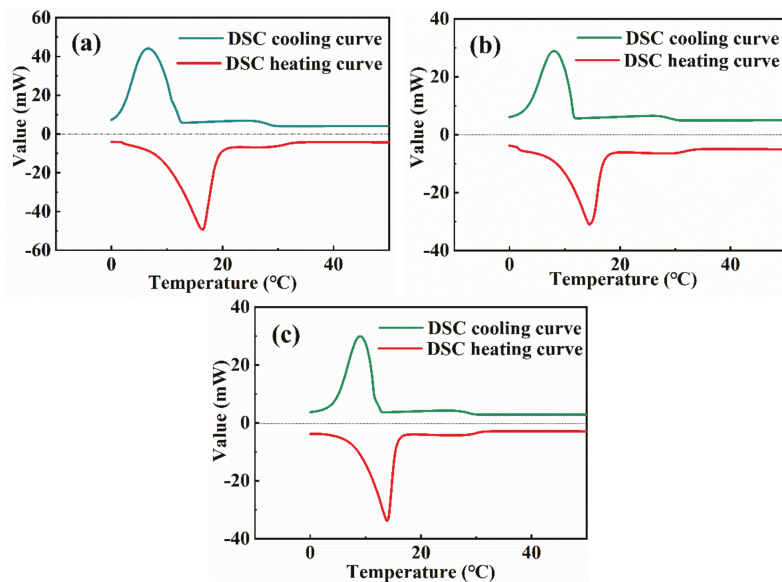 (a)
DSC cooling curve
DSC heating curve
Value (mW)
60
40
20
0
-20
-40
-60
0
20
40
Temperature (℃)
(b)
DSC cooling curve
DSC heating curve
Value (mW)
40
20
0
-20
-40
0
20
40
Temperature (℃)
(c)
DSC cooling curve
DSC heating curve
Value (mW)
40
20
0
-20
-40
0
20
40
Temperature (℃)